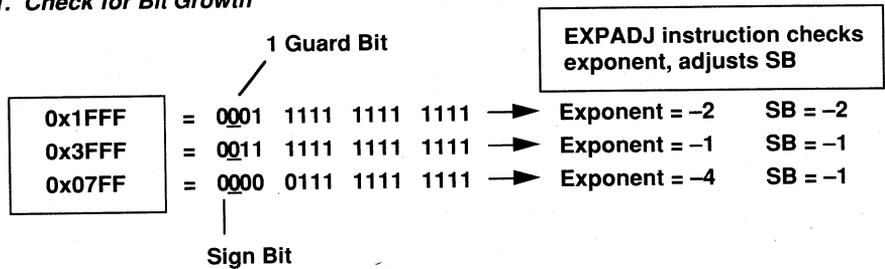 1. Check for Bit Growth
1 Guard Bit
EXPADJ instruction checks
exponent, adjusts SB
0x1FFF = 0001 1111 1111 1111 → Exponent = –2 SB = –2
0x3FFF = 0011 1111 1111 1111 → Exponent = –1 SB = –1
0x07FF = 0000 0111 1111 1111 → Exponent = –4 SB = –1
Sign Bit